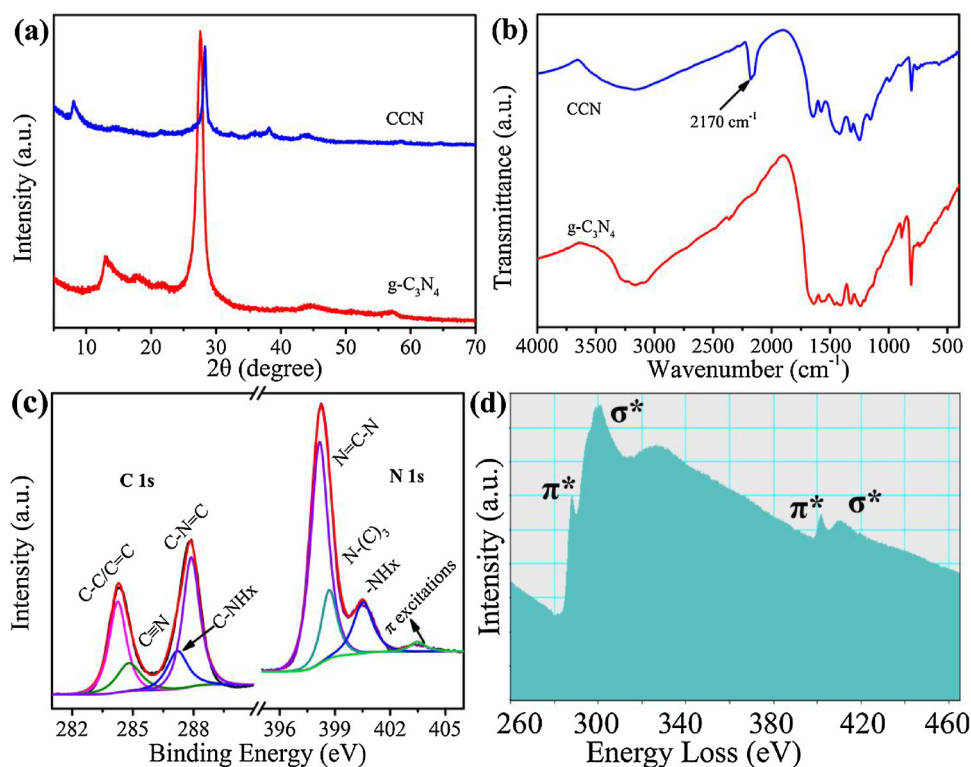 (a)
CCN
g-C₃N₄
Intensity (a.u.)
10 20 30 40 50 60 70
2θ (degree)
(b)
CCN
2170 cm⁻¹
g-C₃N₄
Transmittance (a.u.)
4000 3500 3000 2500 2000 1500 1000 500
Wavenumber (cm⁻¹)
(c)
C 1s
N 1s
C-C/C=C
C≡N
C-N=C
C-NHx
N=C-N
N-(C)₃
-NHx
π excitations
Intensity (a.u.)
282 285 288 396 399 402 405
Binding Energy (eV)
(d)
π*
σ*
π*
σ*
Intensity (a.u.)
260 300 340 380 420 460
Energy Loss (eV)